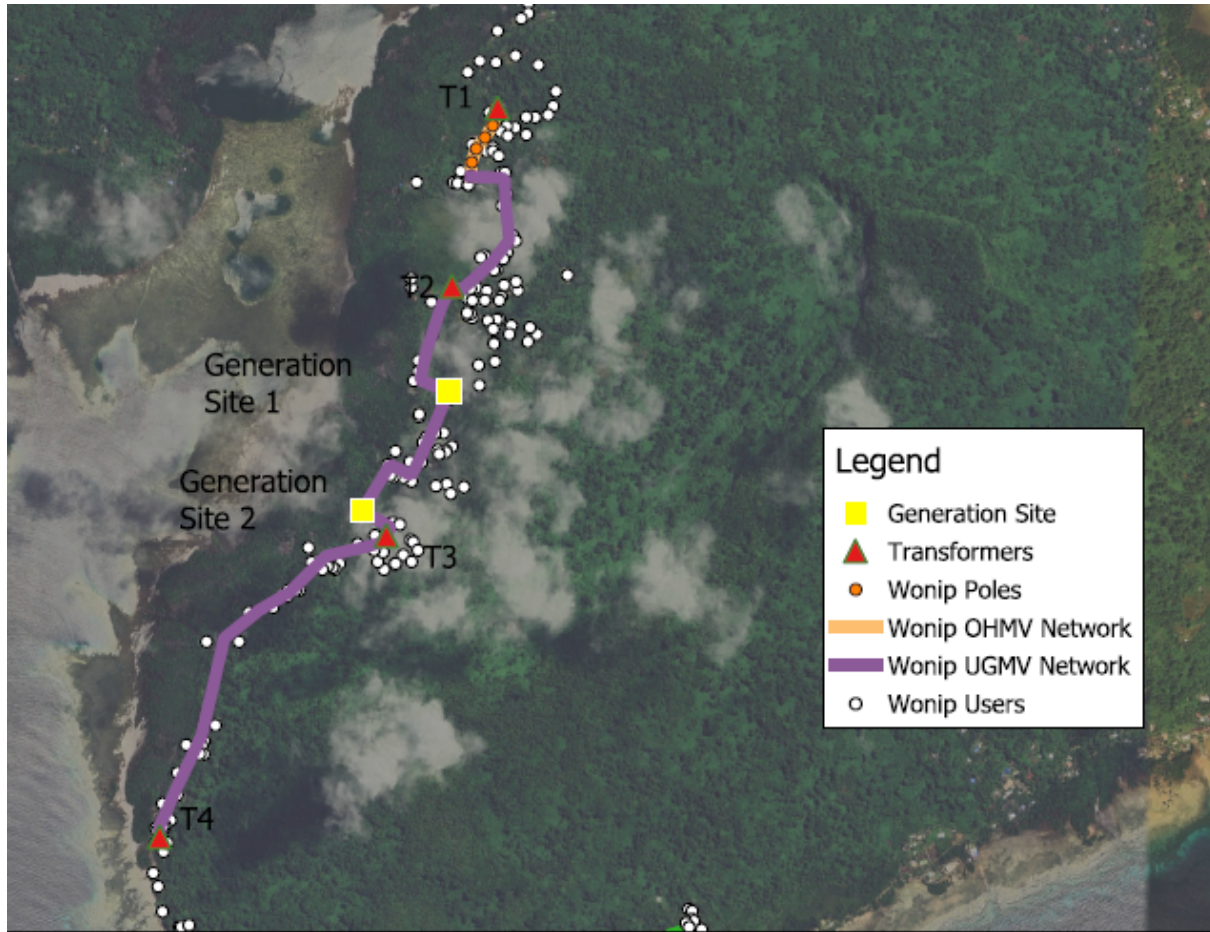 T1
T2
Generation
Site 1
Generation
Site 2
T3
T4
Legend
Generation Site
Transformers
Wonip Poles
Wonip OHMV Network
Wonip UGMV Network
Wonip Users